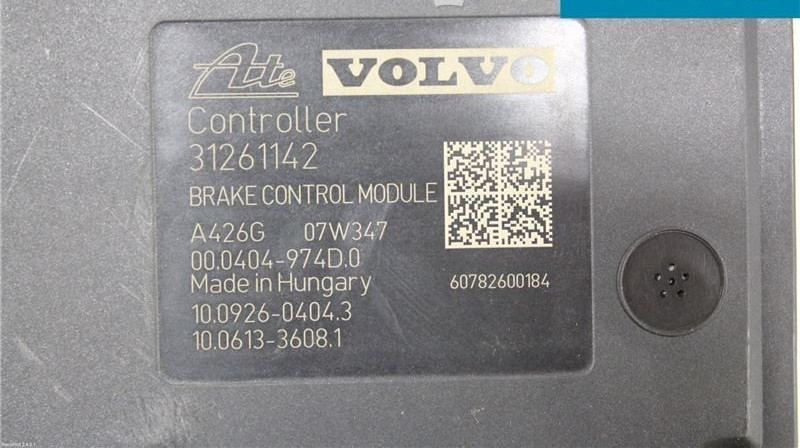 Ate VOLVO
Controller
31261142
BRAKE CONTROL MODULE
A426G 07W347
00.0404-974D.0
Made in Hungary 60782600184
10.0926-0404.3
10.0613-3608.1